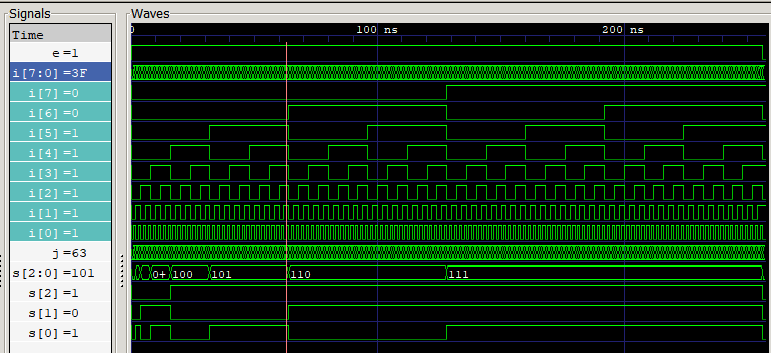 Signals
Waves
Time
0
100 ns
200 ns
e =1
i[7:0] =3F
i[7] =0
i[6] =0
i[5] =1
i[4] =1
i[3] =1
i[2] =1
i[1] =1
i[0] =1
j =63
s[2:0] =101
0+ 100 101 110 111
s[2] =1
s[1] =0
s[0] =1